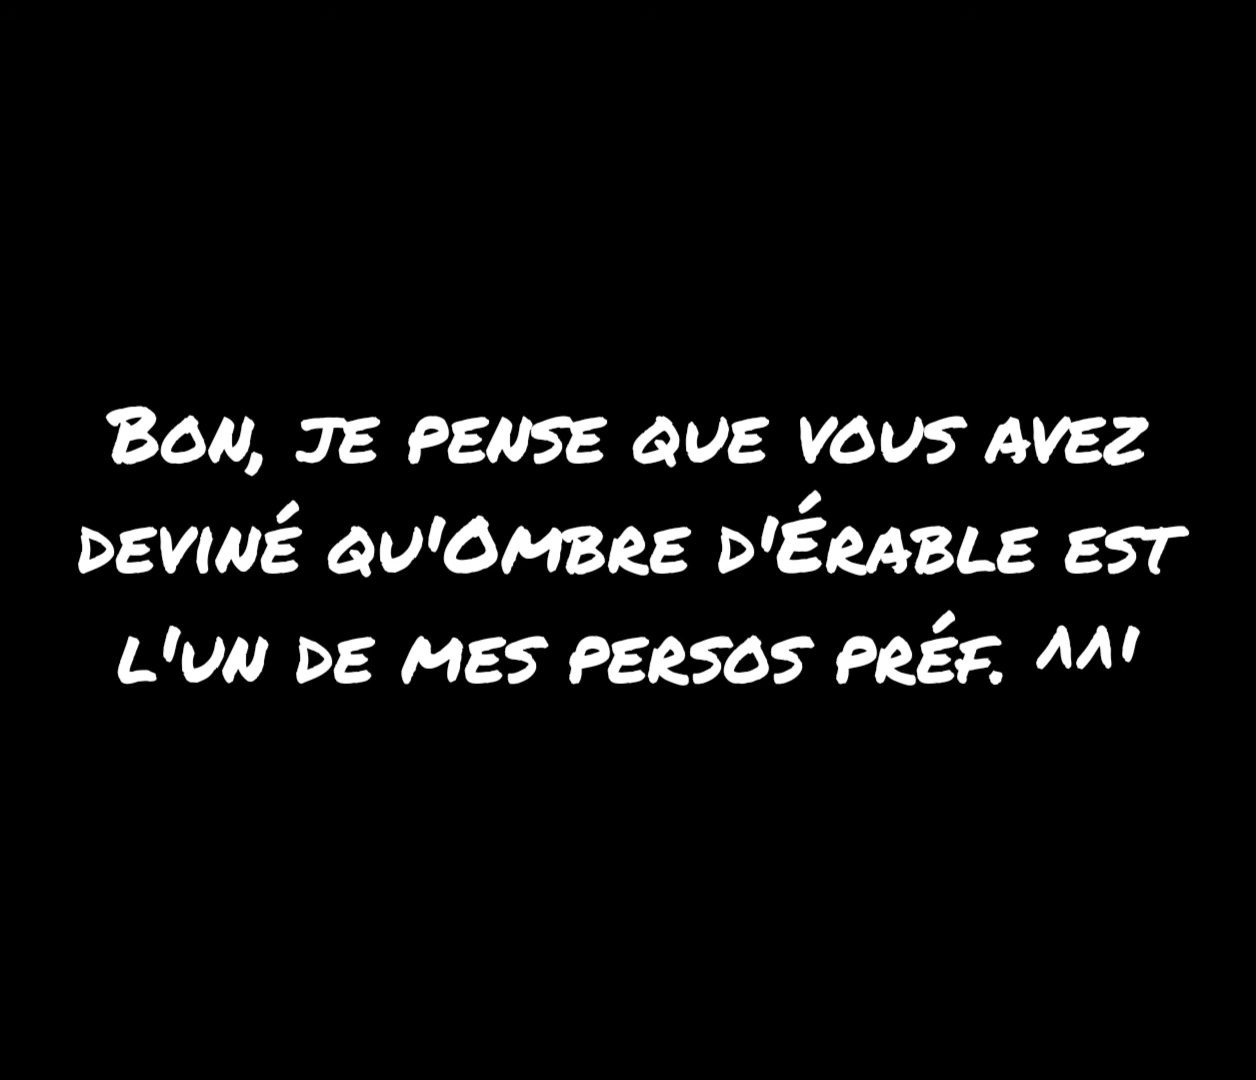 Bon, je pense que vous avez
deviné qu'Ombre d'Érable est
l'un de mes persos préf. ^^'